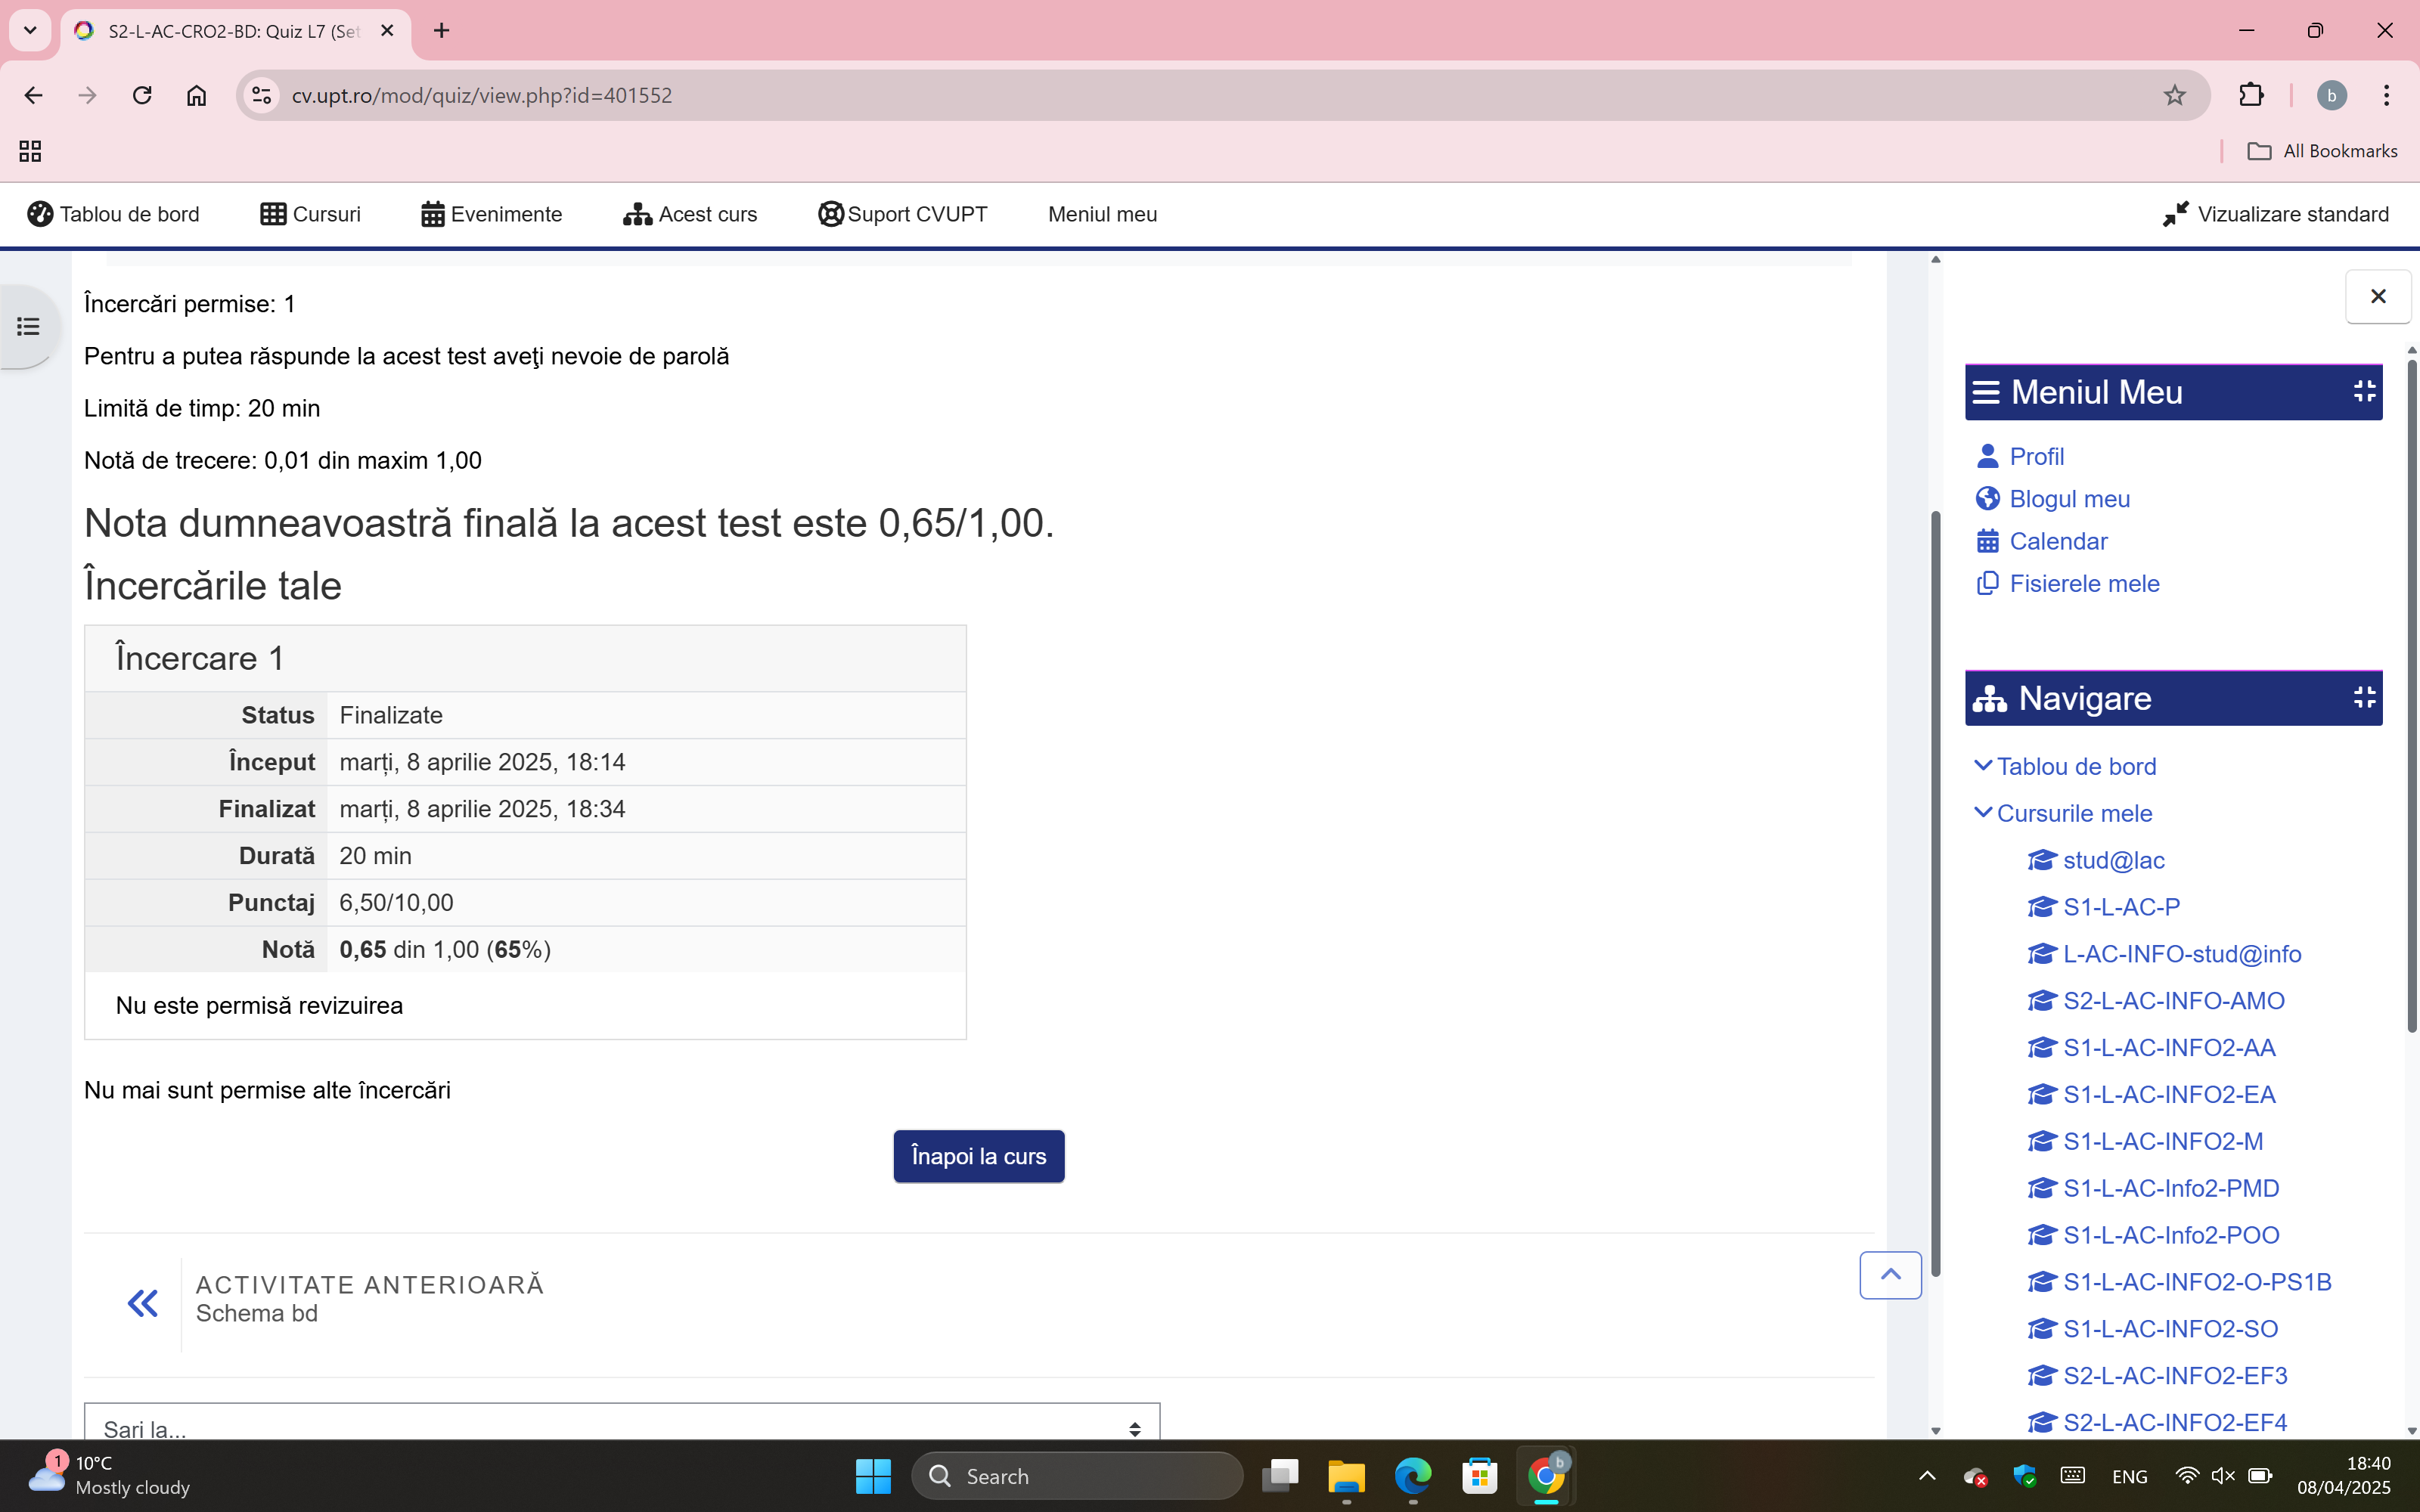 S2-L-AC-CRO2-BD: Quiz L7 (Set
cv.upt.ro/mod/quiz/view.php?id=401552
b
All Bookmarks
Tablou de bord
Cursuri
Evenimente
Acest curs
Suport CVUPT
Meniul meu
Vizualizare standard
Încercări permise: 1
Pentru a putea răspunde la acest test aveţi nevoie de parolă
Limită de timp: 20 min
Notă de trecere: 0,01 din maxim 1,00
Nota dumneavoastră finală la acest test este 0,65/1,00.
Încercările tale
Încercare 1
Status Finalizate
Început marți, 8 aprilie 2025, 18:14
Finalizat marți, 8 aprilie 2025, 18:34
Durată 20 min
Punctaj 6,50/10,00
Notă 0,65 din 1,00 (65%)
Nu este permisă revizuirea
Nu mai sunt permise alte încercări
Înapoi la curs
ACTIVITATE ANTERIOARĂ
Schema bd
Sari la...
Meniul Meu
Profil
Blogul meu
Calendar
Fisierele mele
Navigare
Tablou de bord
Cursurile mele
stud@lac
S1-L-AC-P
L-AC-INFO-stud@info
S2-L-AC-INFO-AMO
S1-L-AC-INFO2-AA
S1-L-AC-INFO2-EA
S1-L-AC-INFO2-M
S1-L-AC-Info2-PMD
S1-L-AC-Info2-POO
S1-L-AC-INFO2-O-PS1B
S1-L-AC-INFO2-SO
S2-L-AC-INFO2-EF3
S2-L-AC-INFO2-EF4
1
10°C
Mostly cloudy
Search
b
ENG
18:40
08/04/2025